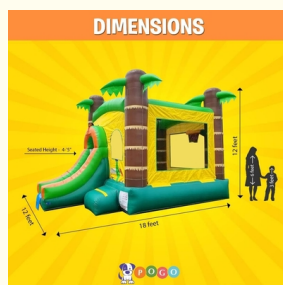 DIMENSIONS
Seated Height - 4'5"
12 feet
12 feet
18 feet
POGO